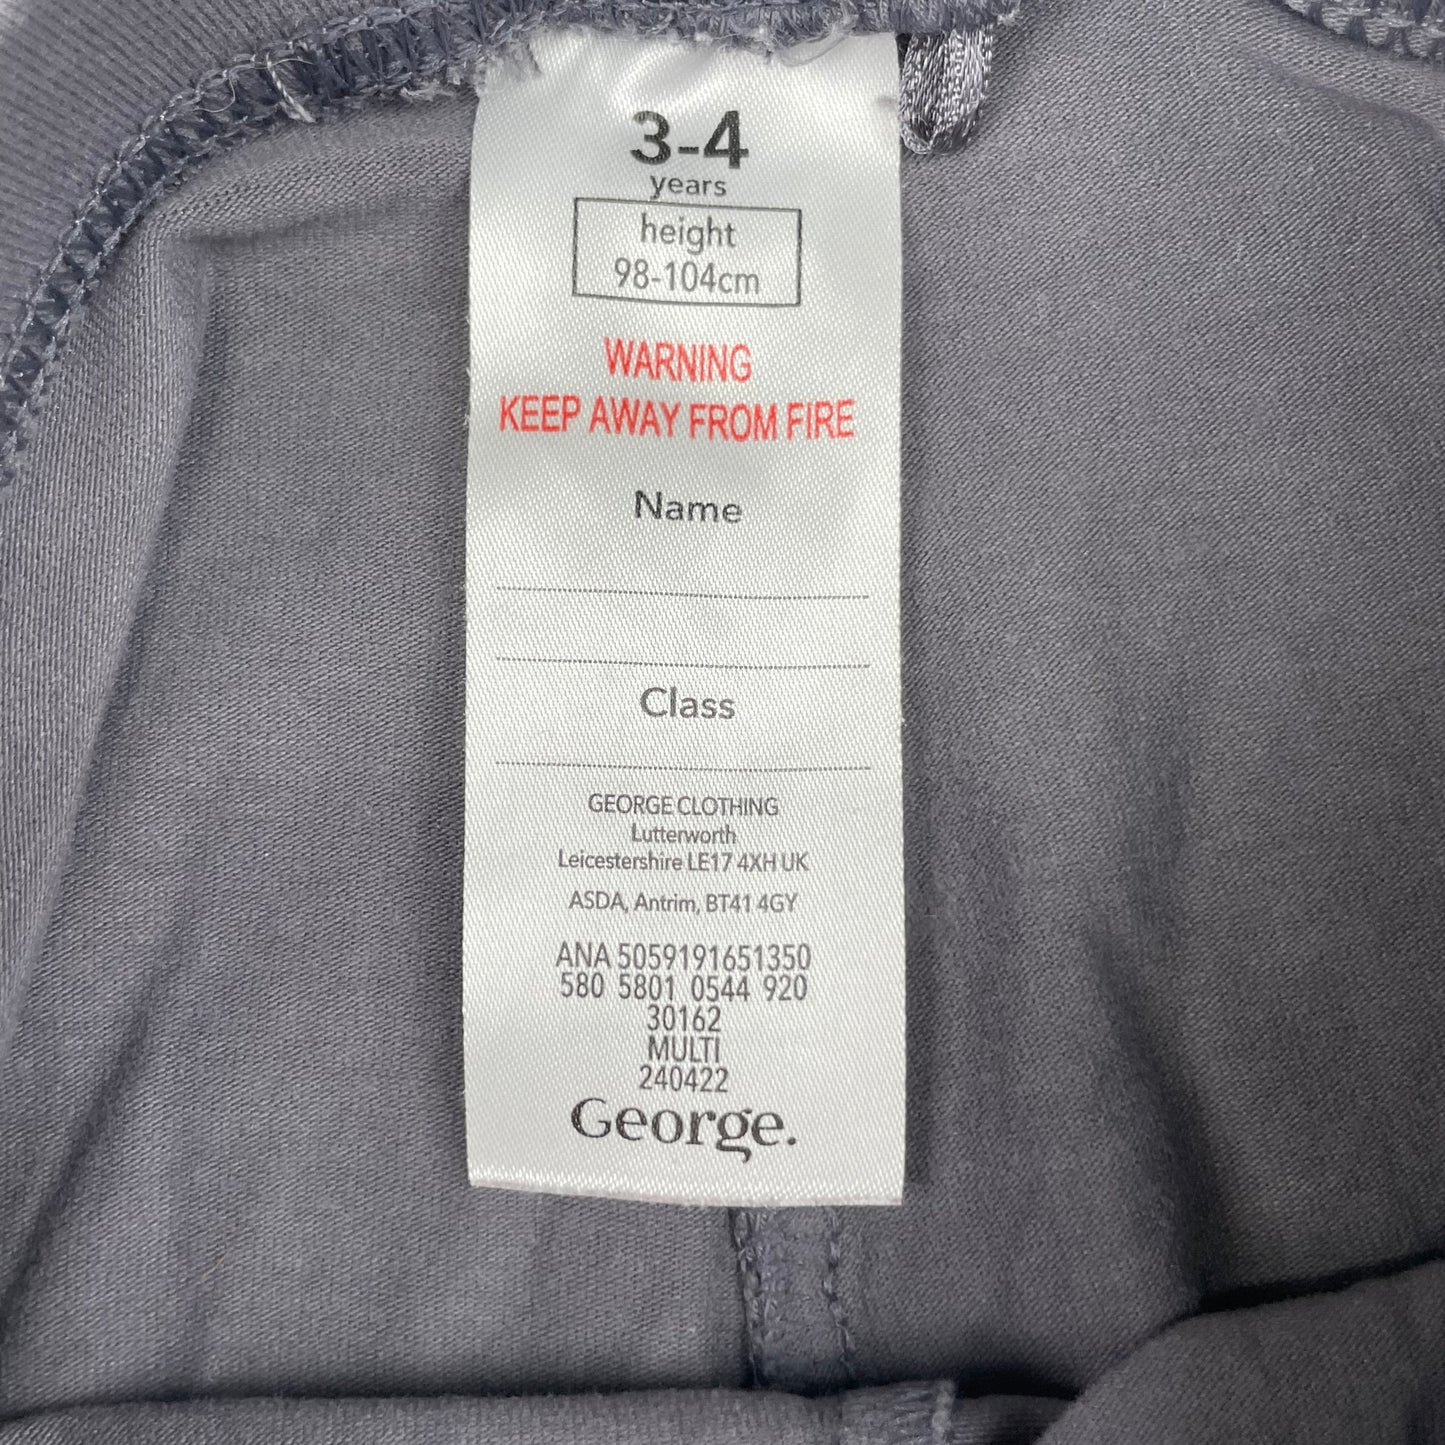 3-4
years
height
98-104cm
WARNING
KEEP AWAY FROM FIRE
Name
Class
GEORGE CLOTHING
Lutterworth
Leicestershire LE17 4XH UK
ASDA, Antrim, BT41 4GY
ANA 5059191651350
580 5801 0544 920
30162
MULTI
240422
George.